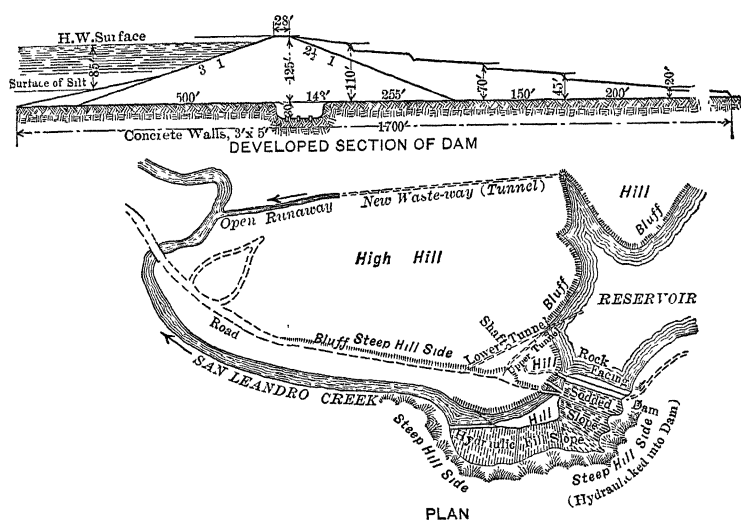 28'
H.W.Surface
85'
Surface of Silt
3 1
125'
2½ 1
110'
70'
45'
20'
500'
30'
143'
255'
150'
200'
Concrete Walls, 3'x 5'
1700'
DEVELOPED SECTION OF DAM
New Waste-way (Tunnel)
Open Runaway
Hill
Bluff
High Hill
Bluff
RESERVOIR
Road
Shaft
Lower Tunnel
Upper Tunnel
Bluff Steep Hill Side
Hill
Rock
Facing
SAN LEANDRO CREEK
Sodded
Slope
Dam
Hill
Hydraulic fill Slope
Steep Hill Side
Steep Hill Side
(Hydraulicked into Dam)
PLAN